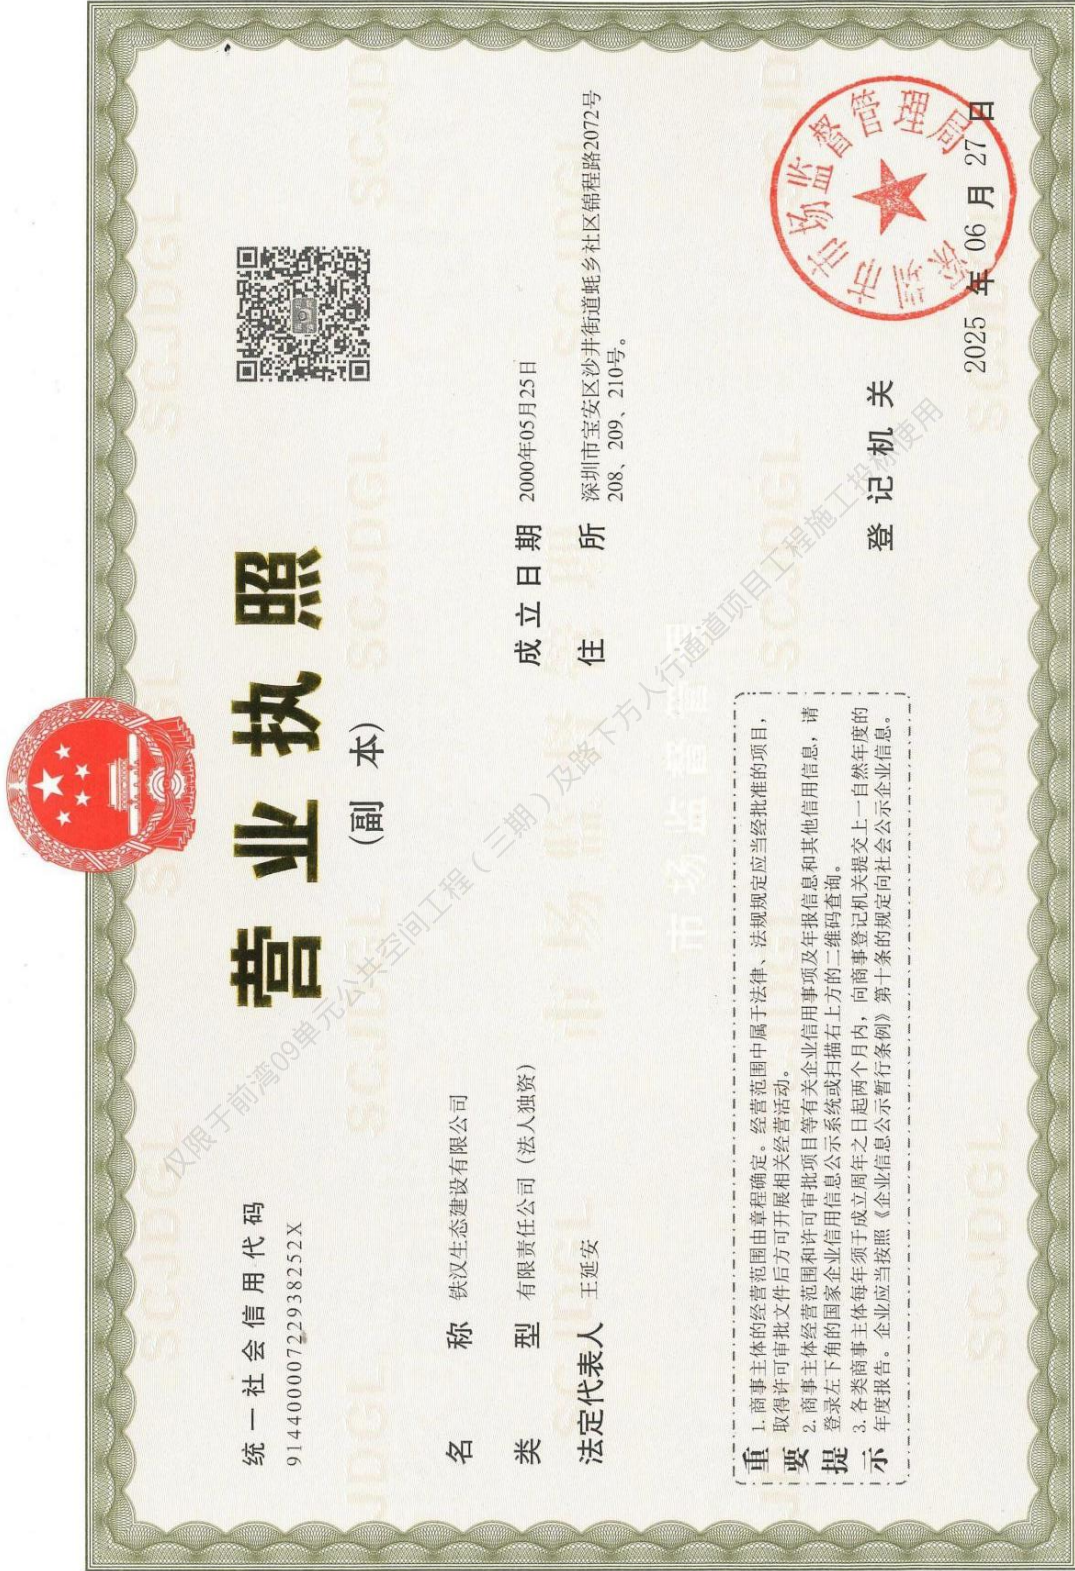 营业执照
(副 本)
统一社会信用代码
91440000722938252X
名 称 铁汉生态建设有限公司
类 型 有限责任公司（法人独资）
法定代表人 王延安
成立日期 2000年05月25日
住 所 深圳市宝安区沙井街道蚝乡社区锦程路2072号
208、209、210号。
重要提示
1. 商事主体的经营范围由章程确定。经营范围中属于法律、法规规定应当经批准的项目，
取得许可审批文件后方可开展相关经营活动。
2. 商事主体经营范围和许可审批项目等有关企业信用事项及年报信息和其他信用信息，请
登录左下角的国家企业信用信息公示系统或扫描右上方的二维码查询。
3. 各类商事主体每年须于成立周年之日起两个月内，向商事登记机关提交上一自然年度的
年度报告。企业应当按照《企业信息公示暂行条例》第十条的规定向社会公示企业信息。
登记机关
深圳市市场监督管理局
2025 年 06 月 27 日
仅限于前湾09单元公共空间工程（三期）及路下方人行通道项目工程施工投标使用
SCJDGL
市场监督管理